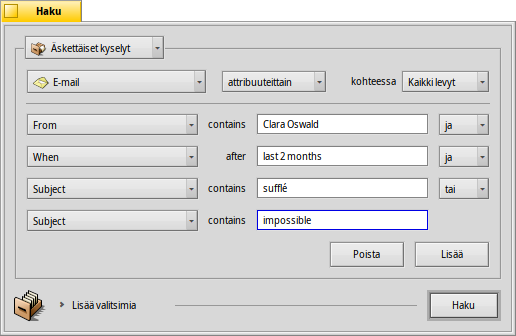 Haku
Äskettäiset kyselyt
E-mail attribuuteittain kohteessa Kaikki levyt
From contains Clara Oswald ja
When after last 2 months ja
Subject contains sufflé tai
Subject contains impossible
Poista Lisää
Lisää valitsimia Haku